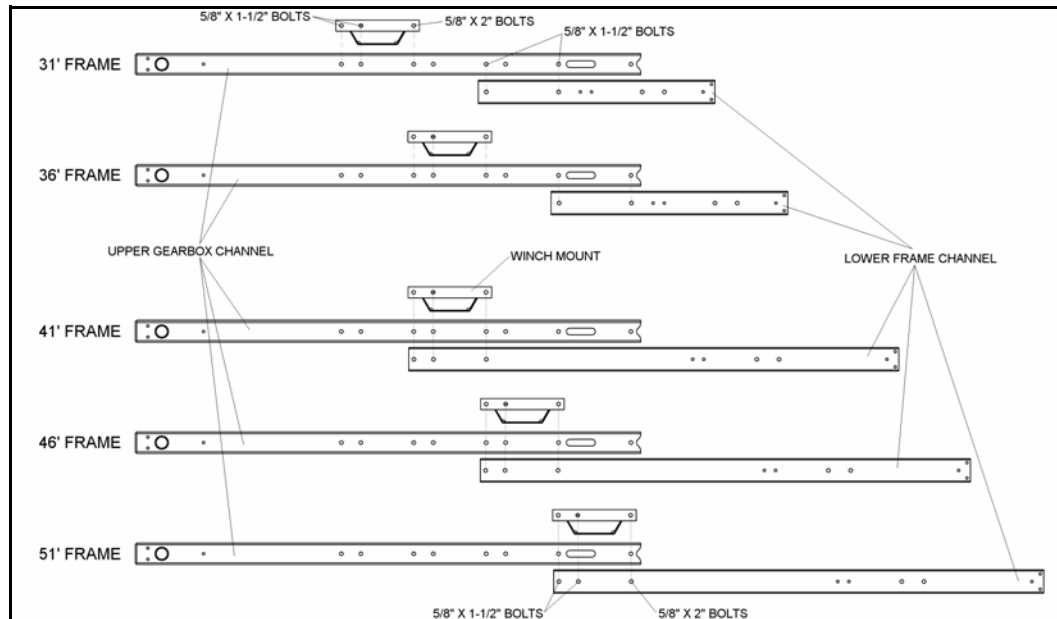 5/8" X 1-1/2" BOLTS
5/8" X 2" BOLTS
5/8" X 1-1/2" BOLTS
31' FRAME
36' FRAME
UPPER GEARBOX CHANNEL
WINCH MOUNT
LOWER FRAME CHANNEL
41' FRAME
46' FRAME
51' FRAME
5/8" X 1-1/2" BOLTS
5/8" X 2" BOLTS